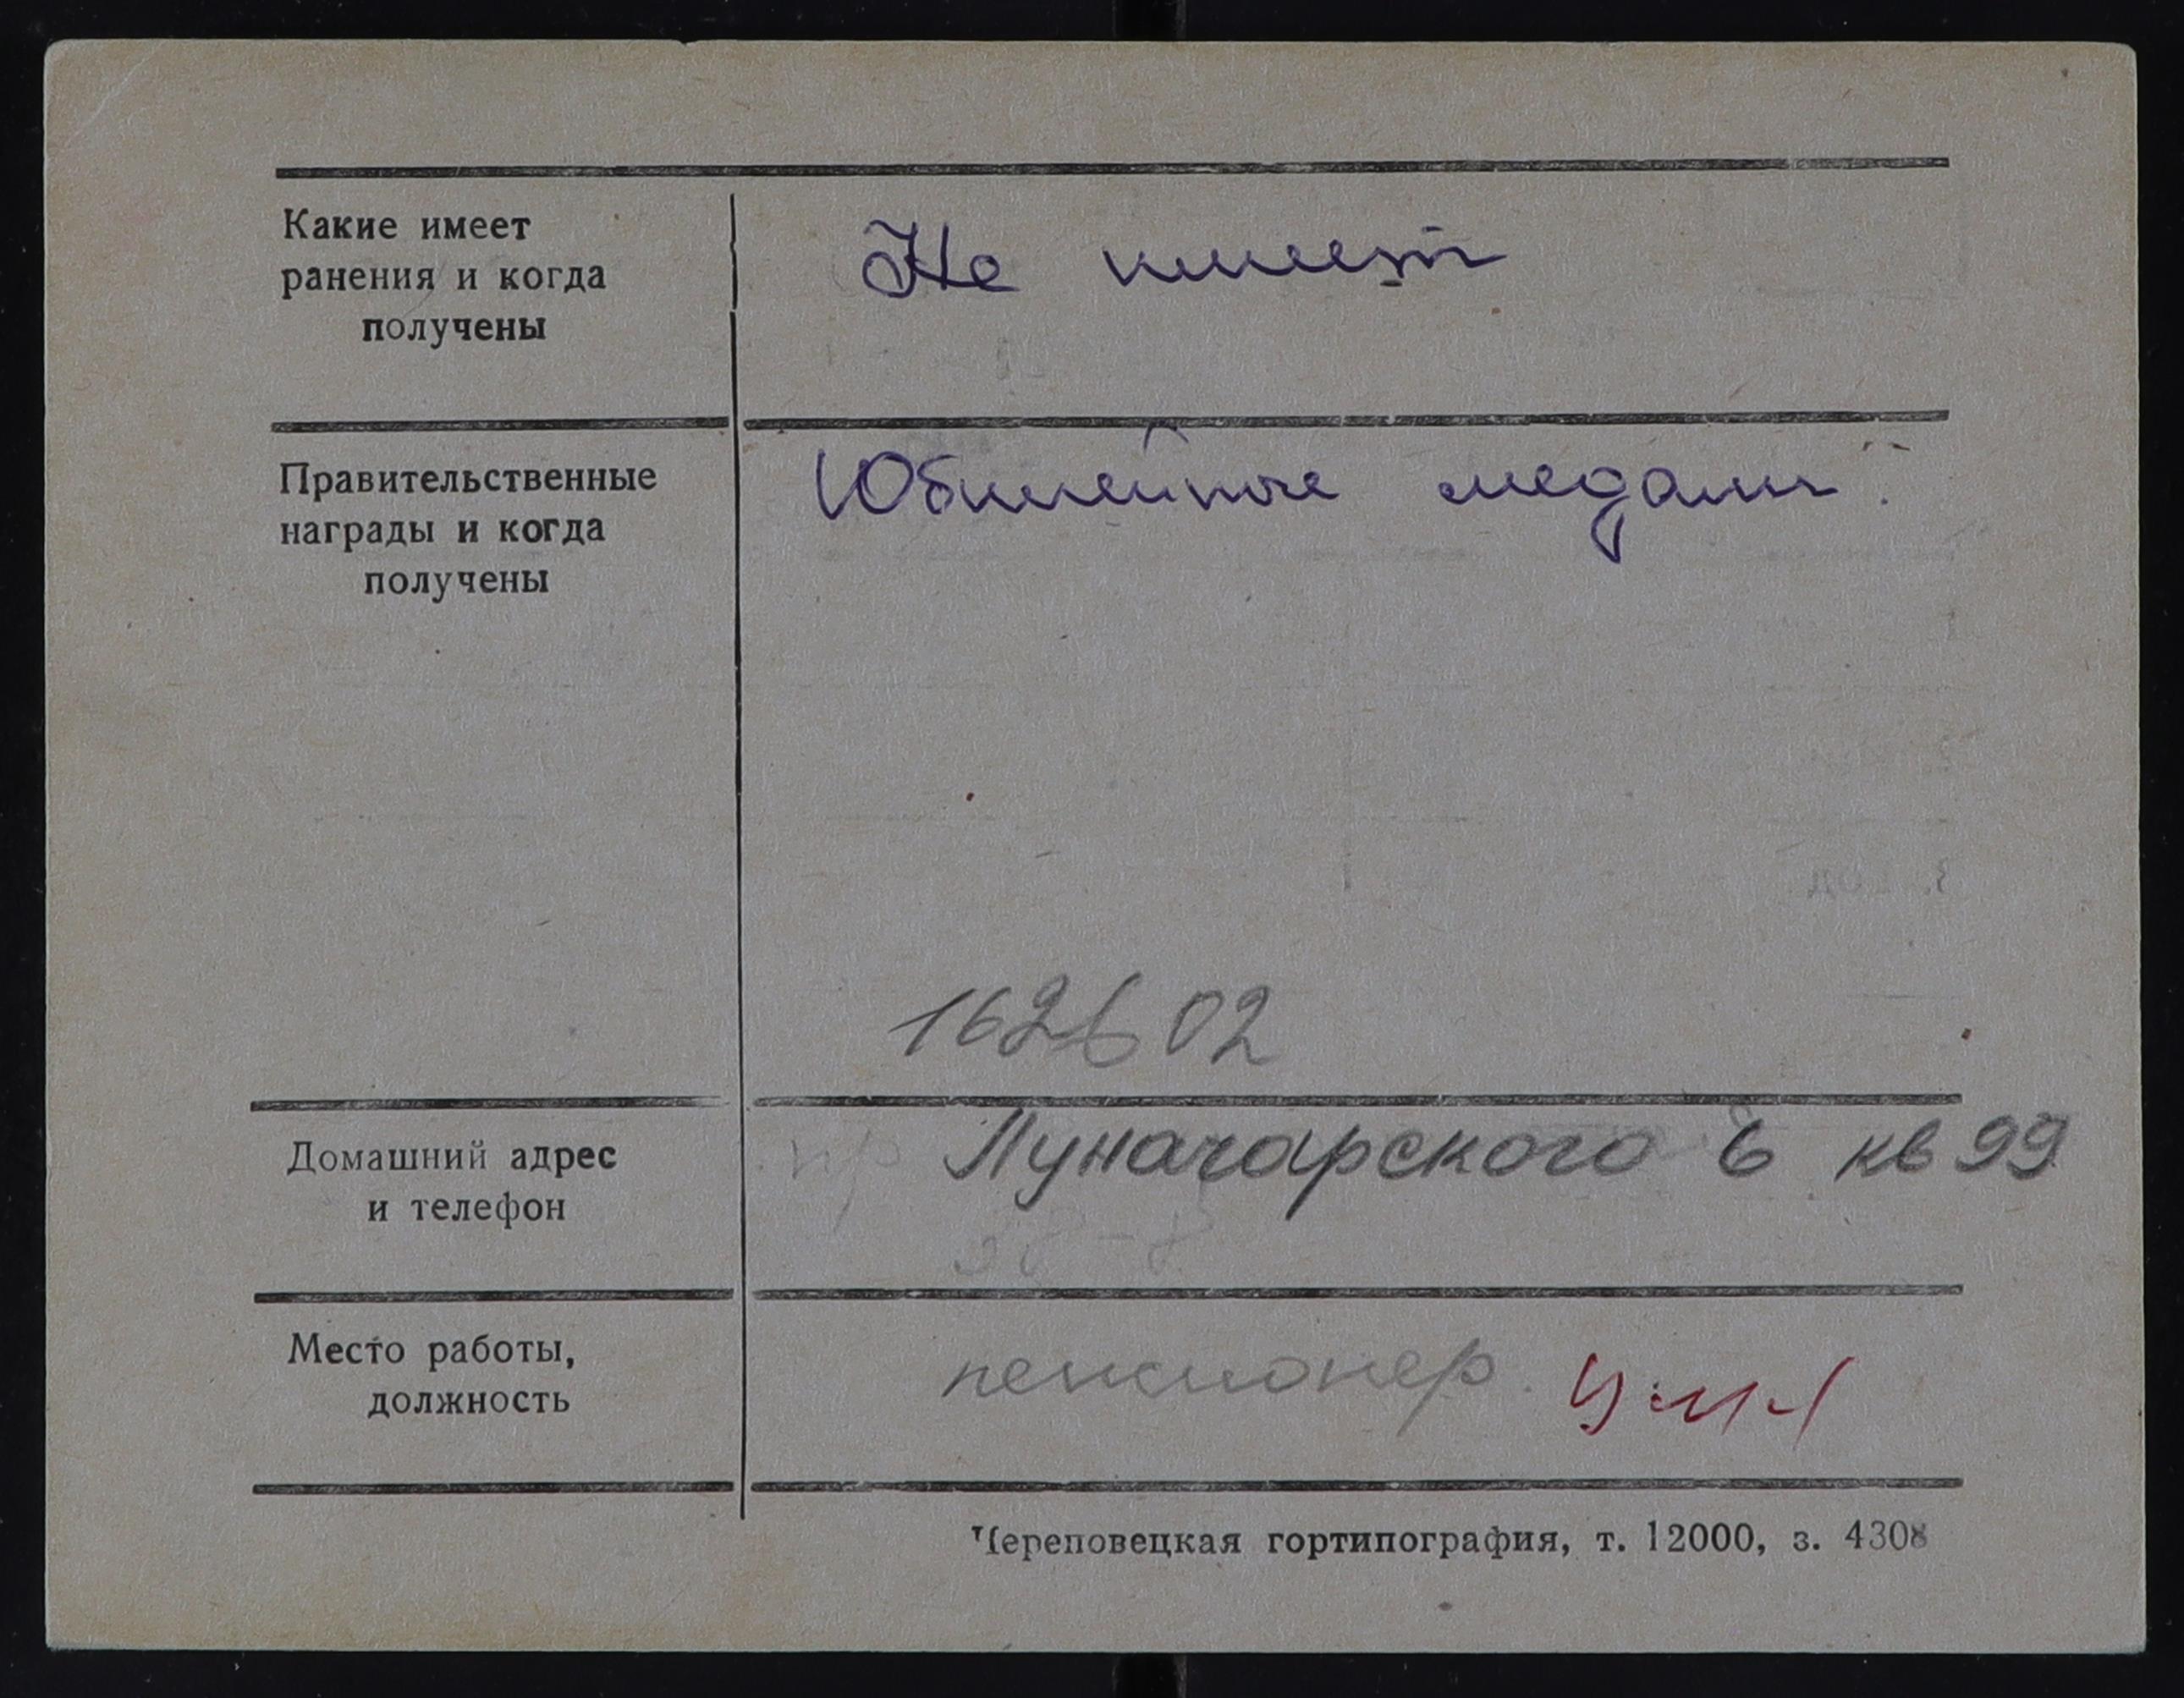 Какие имеет
ранения и когда
получены
Не имеет
Правительственные
награды и когда
получены
Юбилейные медали.
162602
Домашний адрес
и телефон
пр Луначарского 6 кв 99
Место работы,
должность
пенсионер.
Череповецкая гортипография, т. 12000, з. 4308